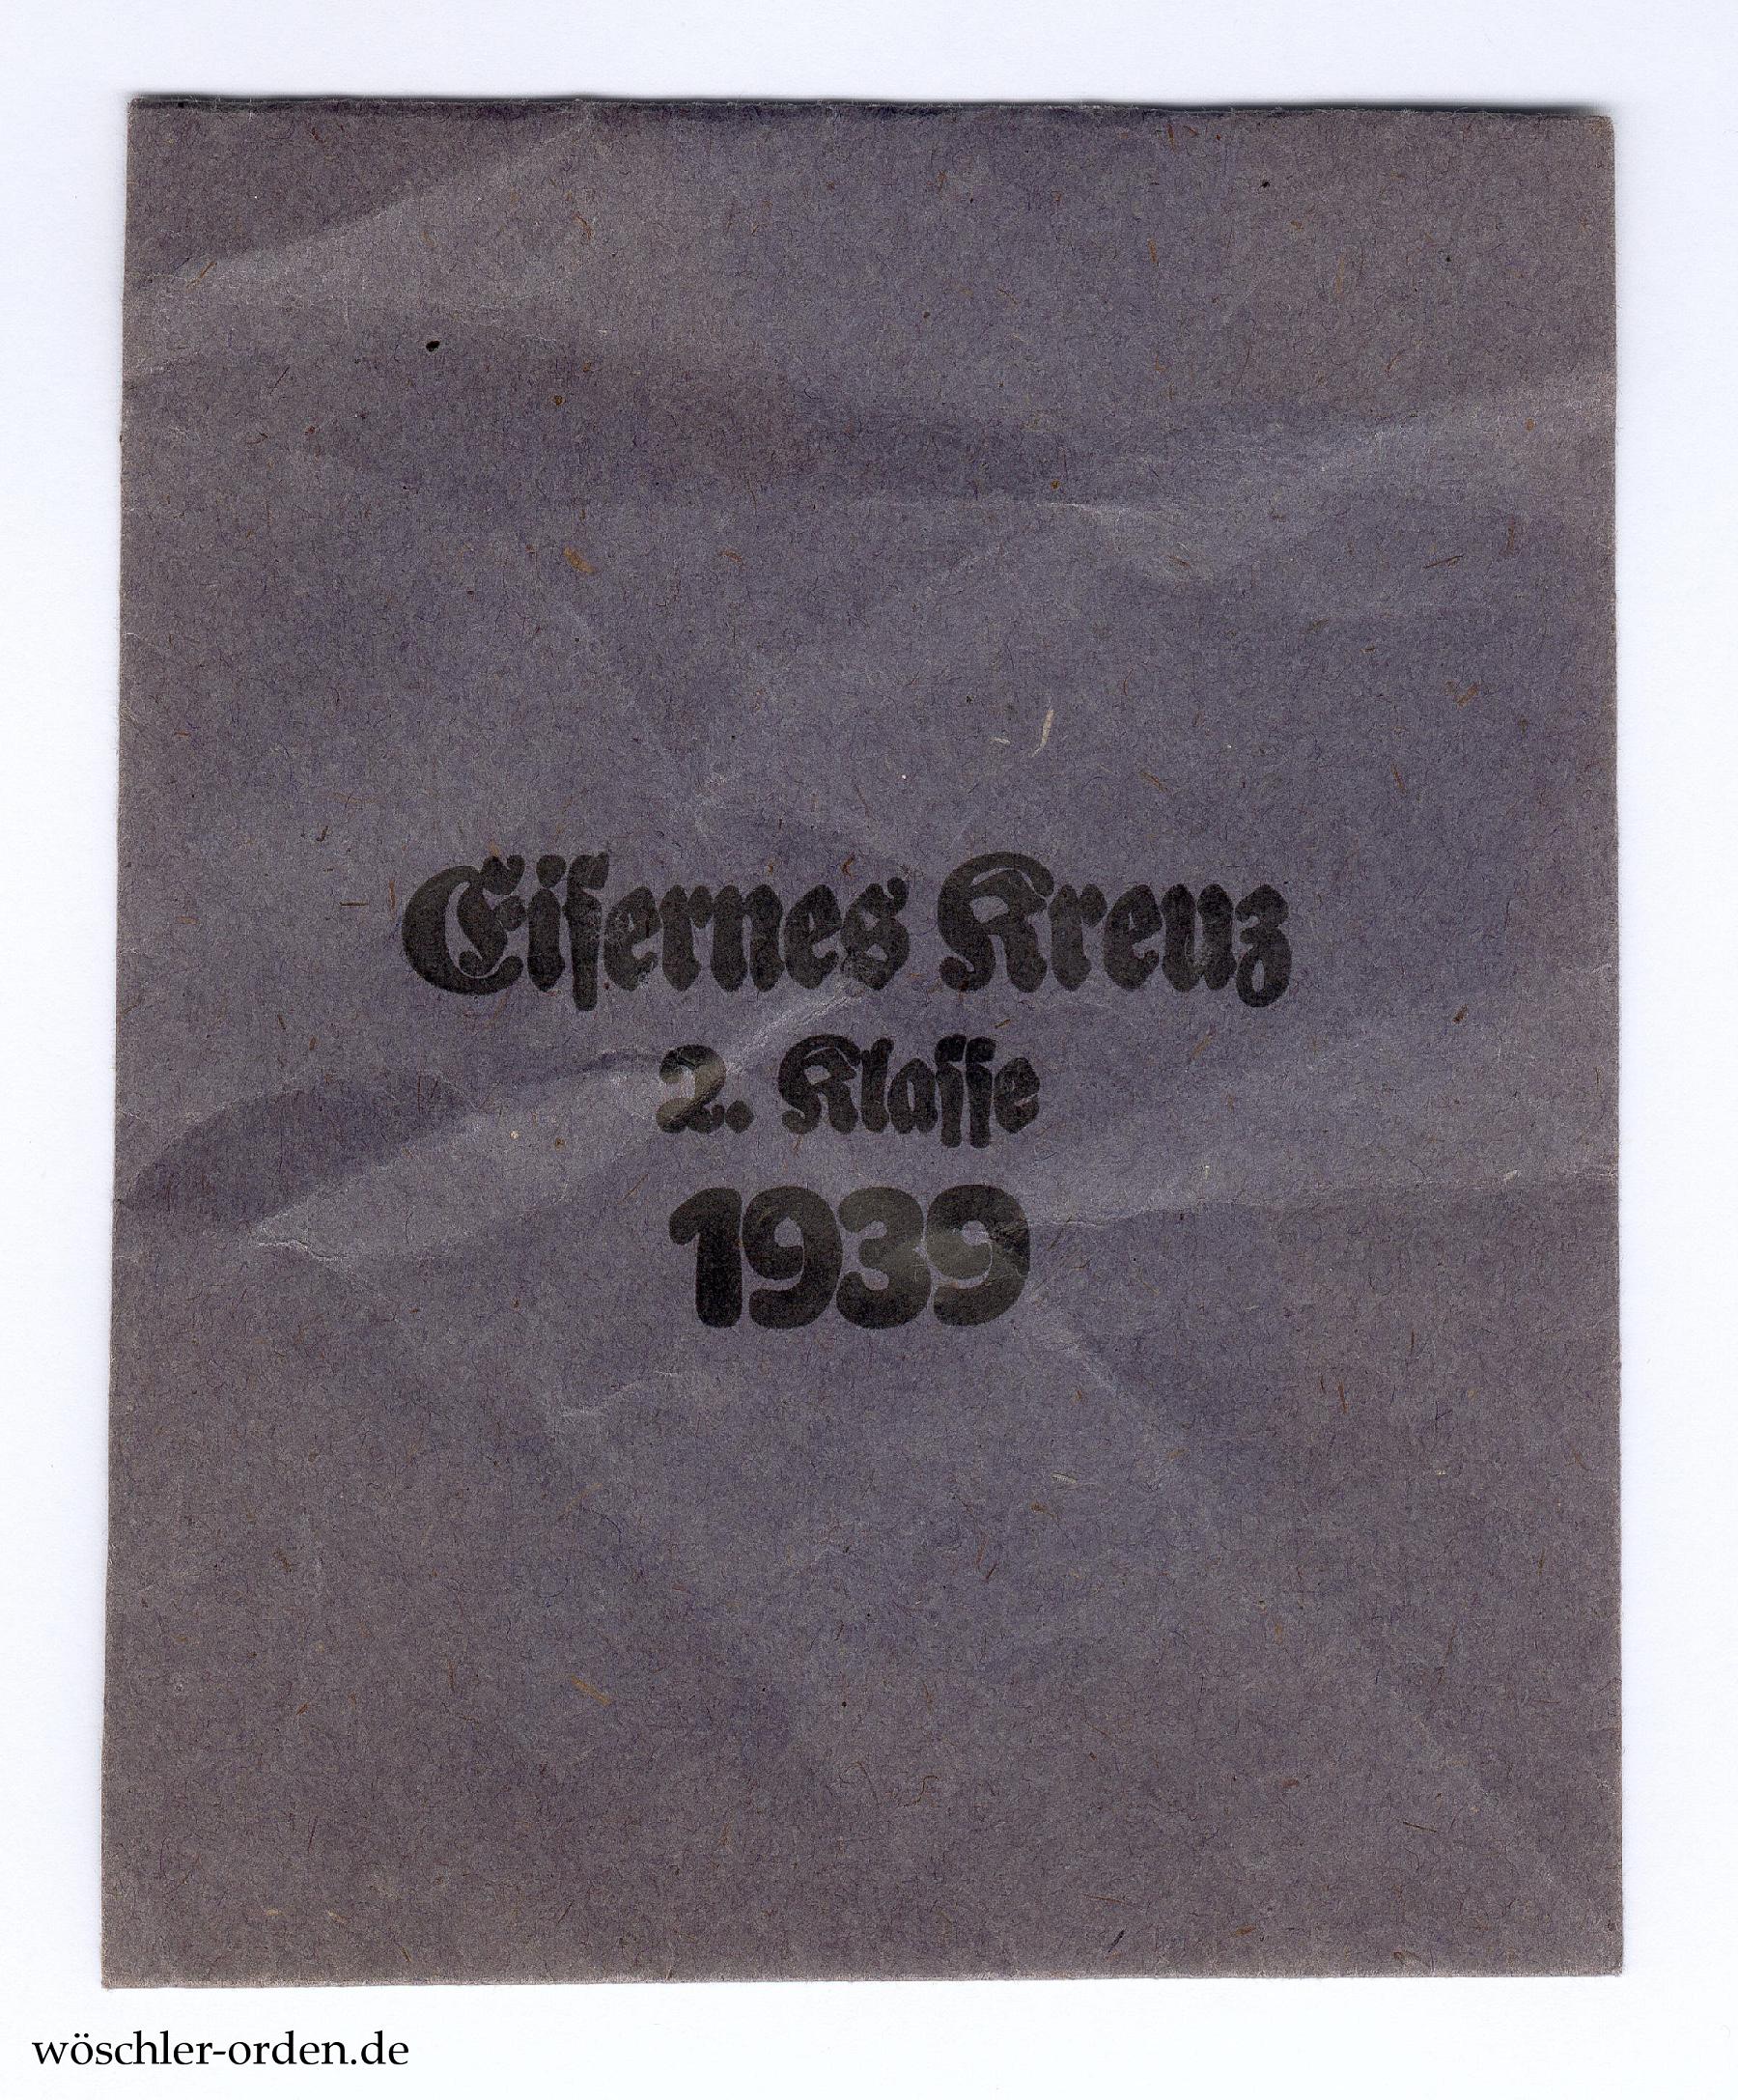 Eisernes Kreuz
2. Klasse
1939
wöschler-orden.de